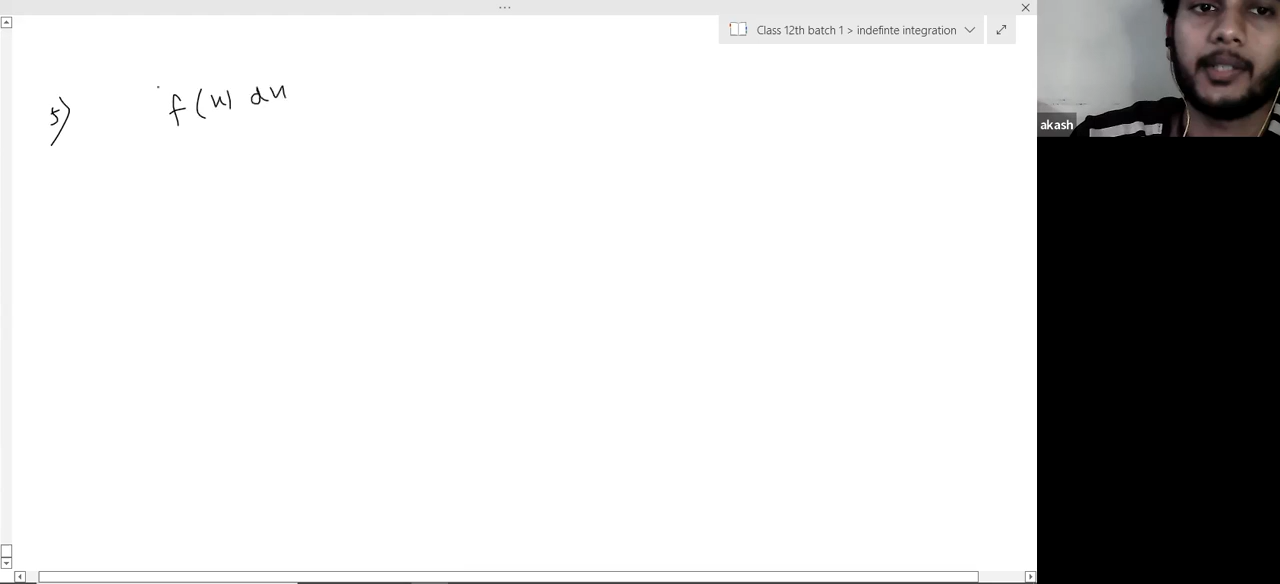 Class 12th batch 1 > indefinte integration
5) f(x) dx
akash